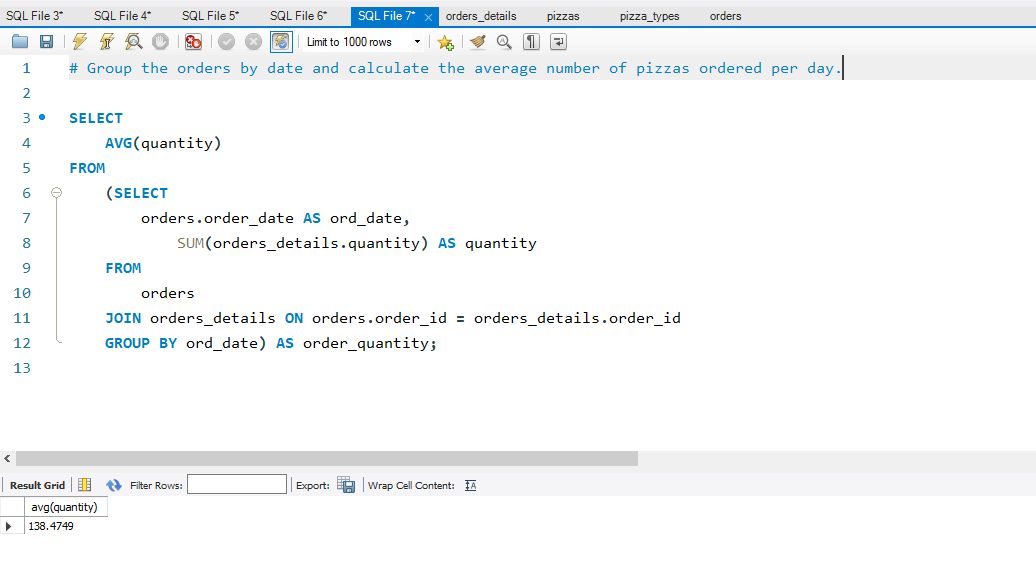 SQL File 3* SQL File 4* SQL File 5* SQL File 6* SQL File 7* orders_details pizzas pizza_types orders
Limit to 1000 rows
1 # Group the orders by date and calculate the average number of pizzas ordered per day.
2
3 SELECT
4 AVG(quantity)
5 FROM
6 (SELECT
7 orders.order_date AS ord_date,
8 SUM(orders_details.quantity) AS quantity
9 FROM
10 orders
11 JOIN orders_details ON orders.order_id = orders_details.order_id
12 GROUP BY ord_date) AS order_quantity;
13
Result Grid Filter Rows: Export: Wrap Cell Content:
avg(quantity)
138.4749